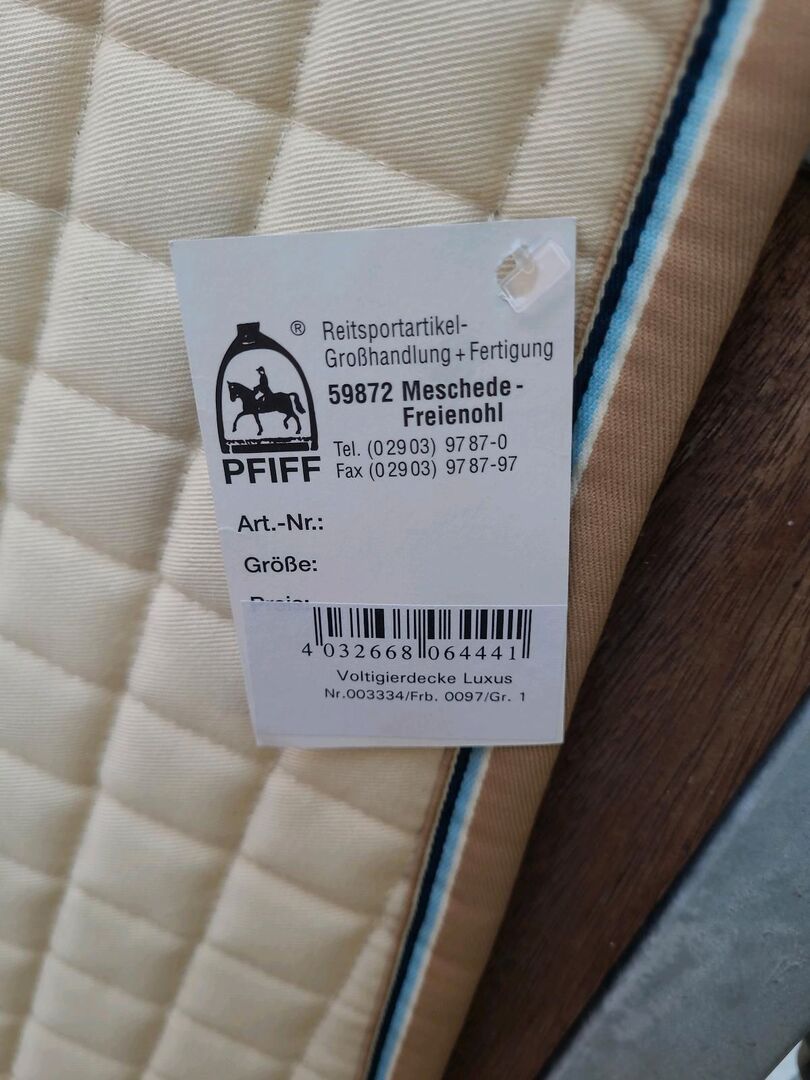 ®
Reitsportartikel-
Großhandlung + Fertigung
59872 Meschede-
Freienohl
Tel. (02903) 9787-0
Fax (02903) 9787-97
PFIFF
Art.-Nr.:
Größe:
Preis:
4 032668 064441
Voltigierdecke Luxus
Nr.003334/Frb. 0097/Gr. 1